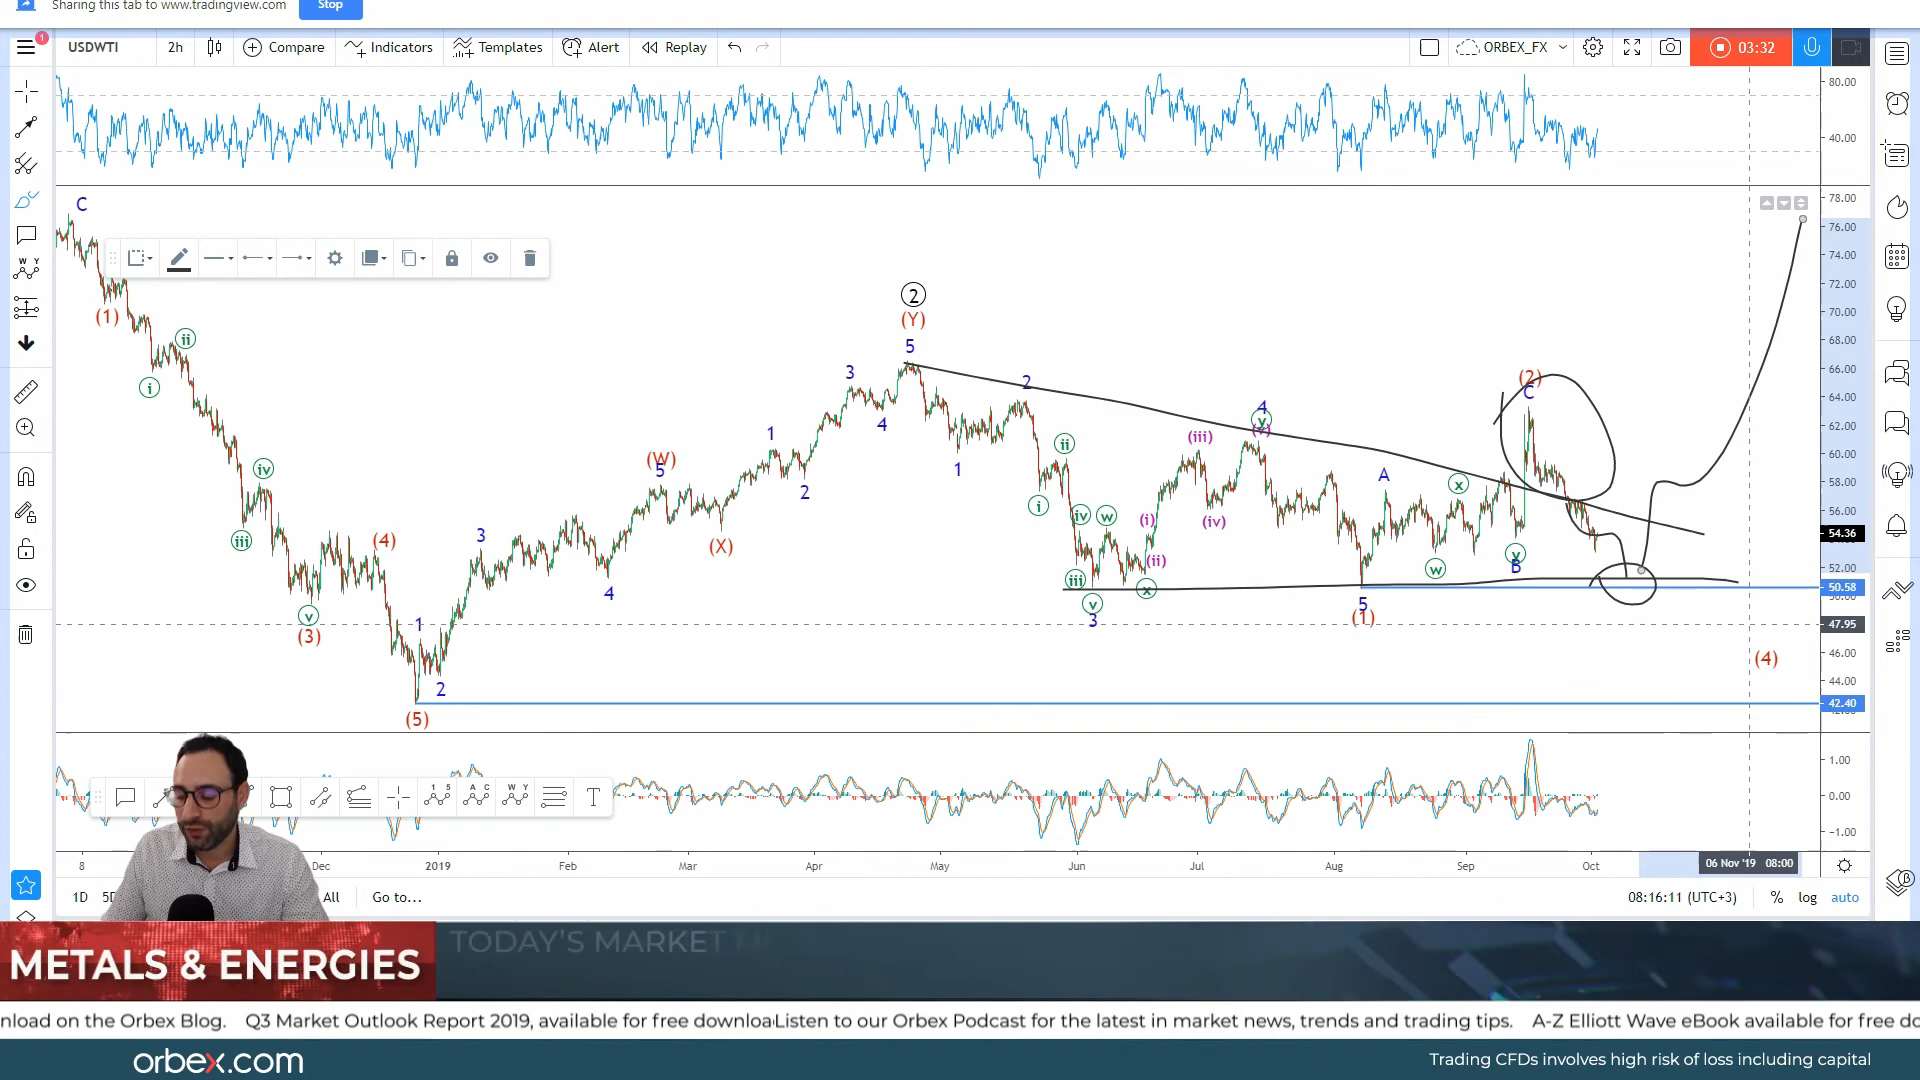 Sharing this tab to www.tradingview.com Stop
1 USDWTI 2h Compare Indicators Templates Alert Replay ORBEX_FX 03:32
80.00
40.00
78.00
76.00
74.00
72.00
70.00
68.00
66.00
64.00
62.00
60.00
58.00
56.00
54.36
52.00
50.58
47.95
46.00
44.00
42.40
C
(1)
ii
i
iv
iii
(4)
v
(3)
1
2
(5)
3
4
(W)
5
(X)
1
2
3
4
2
(Y)
5
2
1
ii
i
iv
w
iii
v
3
(i)
(ii)
x
(iii)
(iv)
4
y
(v)
A
5
(1)
x
w
(2)
C
y
B
(4)
1.00
0.00
−1.00
1 5
A C
W Y
T
8 Dec 2019 Feb Mar Apr May Jun Jul Aug Sep Oct 06 Nov '19 08:00
1D All Go to... 08:16:11 (UTC+3) % log auto
METALS & ENERGIES
TODAY'S MARKET
nload on the Orbex Blog. Q3 Market Outlook Report 2019, available for free downloa Listen to our Orbex Podcast for the latest in market news, trends and trading tips. A-Z Elliott Wave eBook available for free do
orbex.com
Trading CFDs involves high risk of loss including capital